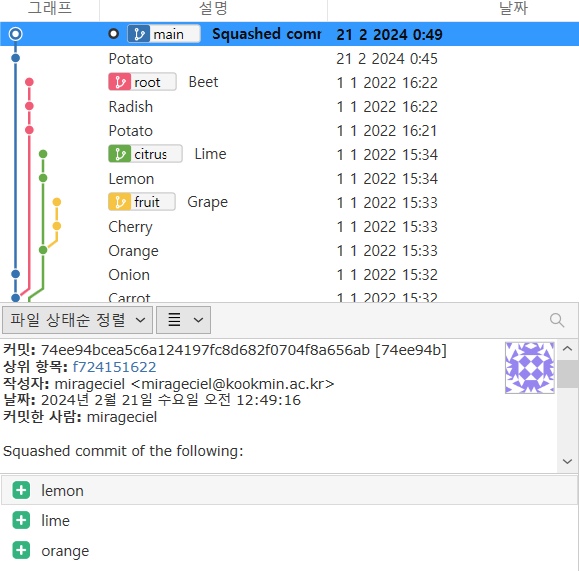 그래프 설명 날짜
main Squashed comm 21 2 2024 0:49
Potato 21 2 2024 0:45
root Beet 1 1 2022 16:22
Radish 1 1 2022 16:22
Potato 1 1 2022 16:21
citrus Lime 1 1 2022 15:34
Lemon 1 1 2022 15:34
fruit Grape 1 1 2022 15:33
Cherry 1 1 2022 15:33
Orange 1 1 2022 15:33
Onion 1 1 2022 15:32
Carrot 1 1 2022 15:32
파일 상태순 정렬
커밋: 74ee94bcea5c6a124197fc8d682f0704f8a656ab [74ee94b]
상위 항목: f724151622
작성자: mirageciel <mirageciel@kookmin.ac.kr>
날짜: 2024년 2월 21일 수요일 오전 12:49:16
커밋한 사람: mirageciel
Squashed commit of the following:
lemon
lime
orange